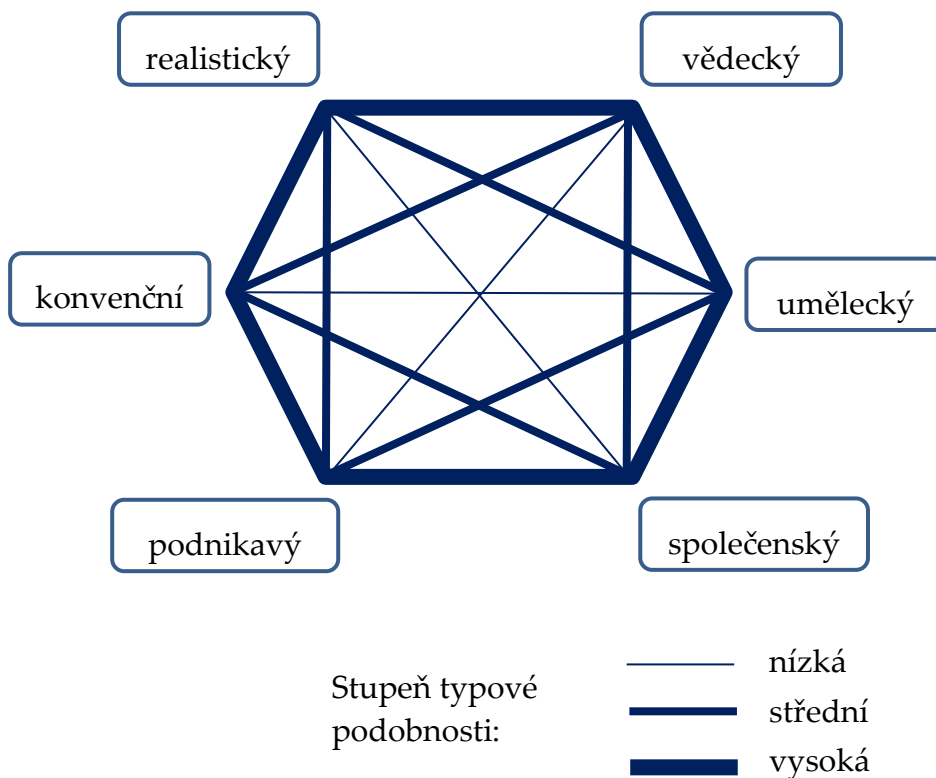 realistický
vědecký
konvenční
umělecký
podnikavý
společenský
Stupeň typové
podobnosti:
nízká
střední
vysoká